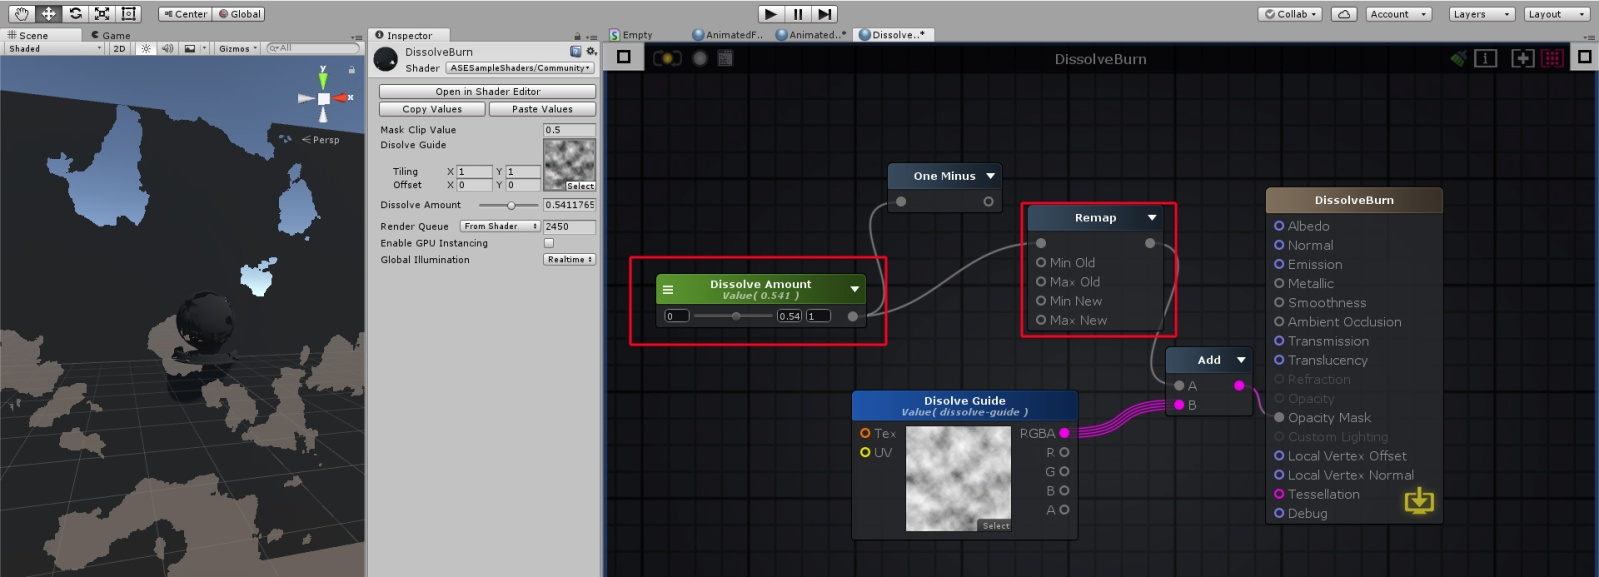 Center Global
Collab Account Layers Layout
Scene Game
Shaded 2D Gizmos All
y
x
Persp
Inspector
DissolveBurn
Shader ASESampleShaders/Community
Open in Shader Editor
Copy Values Paste Values
Mask Clip Value 0.5
Disolve Guide
Tiling X 1 Y 1
Offset X 0 Y 0
Select
Dissolve Amount 0.5411765
Render Queue From Shader 2450
Enable GPU Instancing
Global Illumination Realtime
Empty AnimatedF.. Animated..* Dissolve..*
DissolveBurn
1
One Minus
Remap
Min Old
Max Old
Min New
Max New
Dissolve Amount
Value( 0.541 )
0 0.54 1
Add
A
B
Disolve Guide
Value( dissolve-guide )
Tex
UV
Select
RGBA
R
G
B
A
DissolveBurn
Albedo
Normal
Emission
Metallic
Smoothness
Ambient Occlusion
Transmission
Translucency
Refraction
Opacity
Opacity Mask
Custom Lighting
Local Vertex Offset
Local Vertex Normal
Tessellation
Debug